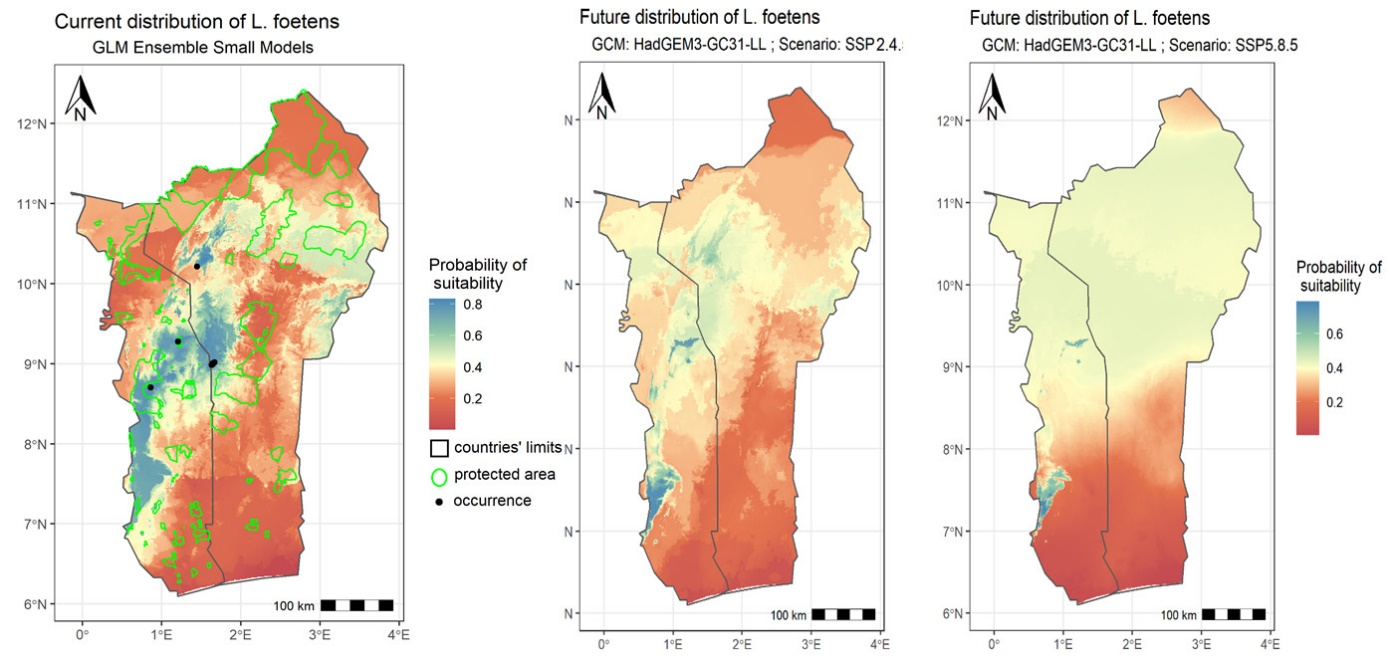 Current distribution of L. foetens
GLM Ensemble Small Models
N
12°N
11°N
10°N
9°N
8°N
7°N
6°N
0°
1°E
2°E
3°E
4°E
100 km
Probability of
suitability
0.8
0.6
0.4
0.2
countries' limits
protected area
occurrence
Future distribution of L. foetens
GCM: HadGEM3-GC31-LL ; Scenario: SSP2.4.
N
N
N
N
N
N
N
N
0°
1°E
2°E
3°E
4°E
100 km
Future distribution of L. foetens
GCM: HadGEM3-GC31-LL ; Scenario: SSP5.8.5
N
12°N
11°N
10°N
9°N
8°N
7°N
6°N
0°
1°E
2°E
3°E
4°E
100 km
Probability of
suitability
0.6
0.4
0.2